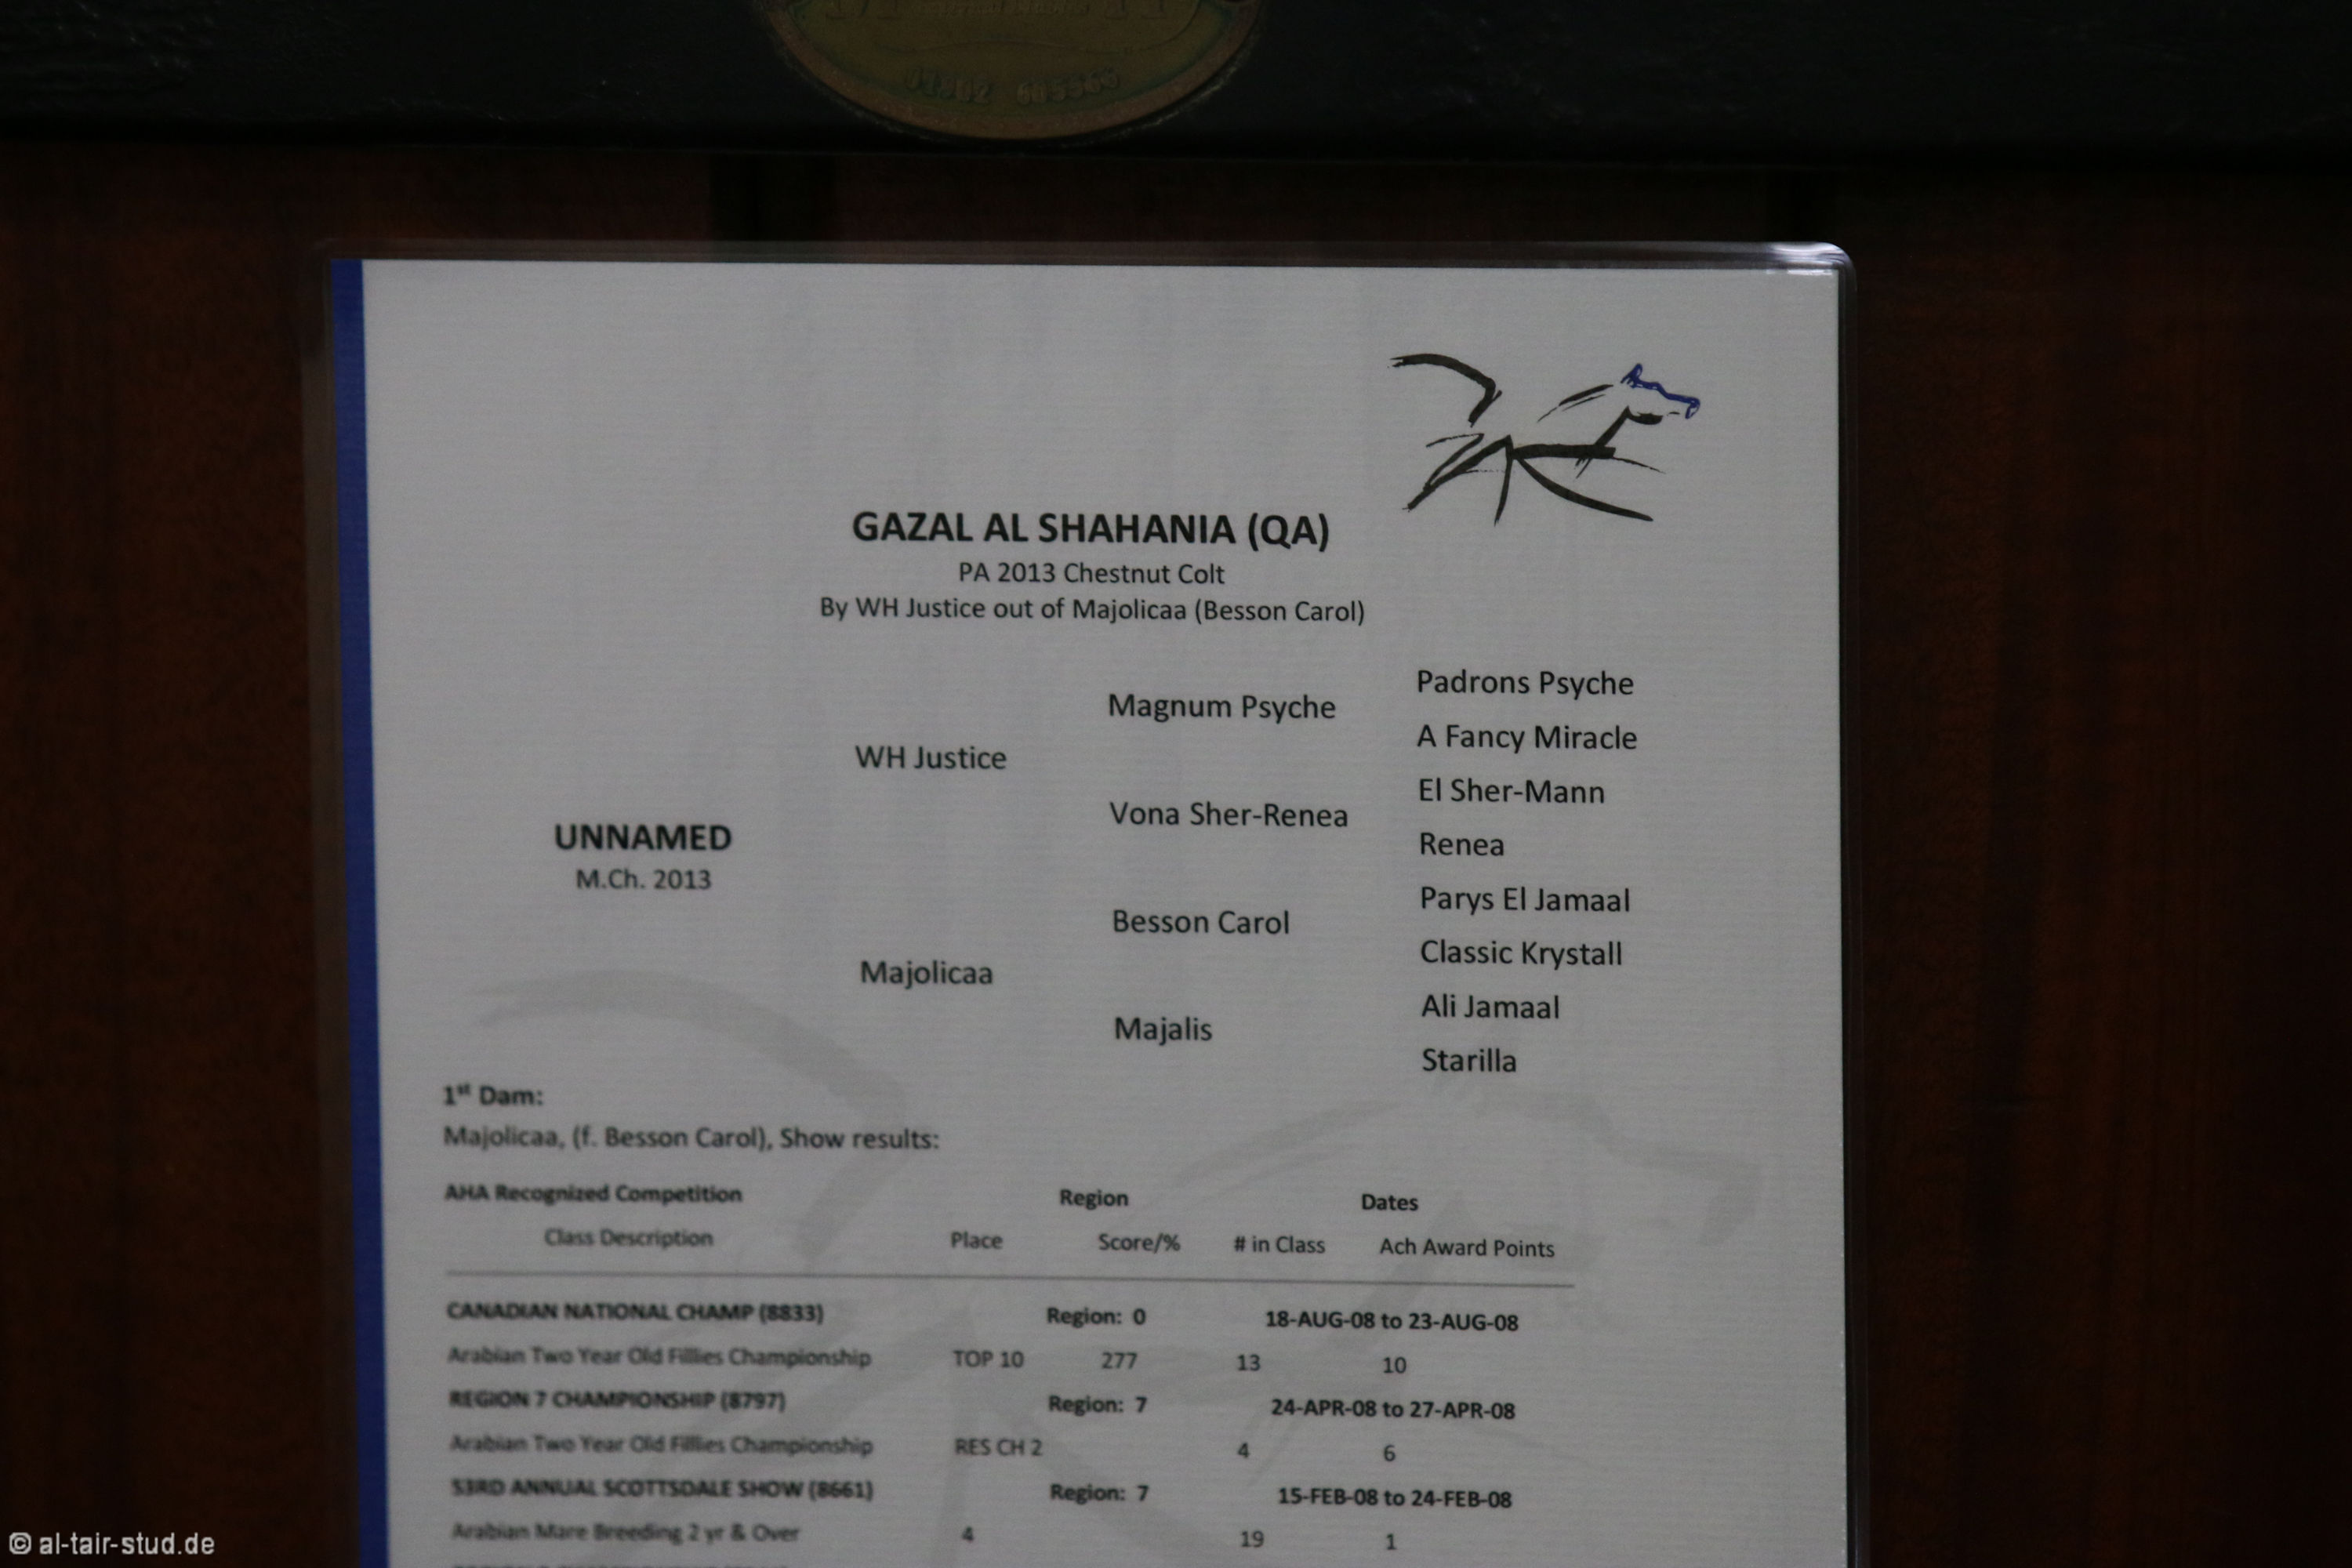 GAZAL AL SHAHANIA (QA)
PA 2013 Chestnut Colt
By WH Justice out of Majolicaa (Besson Carol)
Padrons Psyche
Magnum Psyche
A Fancy Miracle
WH Justice
El Sher-Mann
Vona Sher-Renea
Renea
UNNAMED
M.Ch. 2013
Parys El Jamaal
Besson Carol
Classic Krystall
Majolicaa
Ali Jamaal
Majalis
Starilla
1st Dam:
Majolicaa, (f. Besson Carol), Show results:
AHA Recognized Competition Region Dates
Class Description Place Score/% # in Class Ach Award Points
CANADIAN NATIONAL CHAMP (8833) Region: 0 18-AUG-08 to 23-AUG-08
Arabian Two Year Old Fillies Championship TOP 10 277 13 10
REGION 7 CHAMPIONSHIP (8797) Region: 7 24-APR-08 to 27-APR-08
Arabian Two Year Old Fillies Championship RES CH 2 4 6
53RD ANNUAL SCOTTSDALE SHOW (8661) Region: 7 15-FEB-08 to 24-FEB-08
Arabian Mare Breeding 2 yr & Over 4 19 1
© al-tair-stud.de